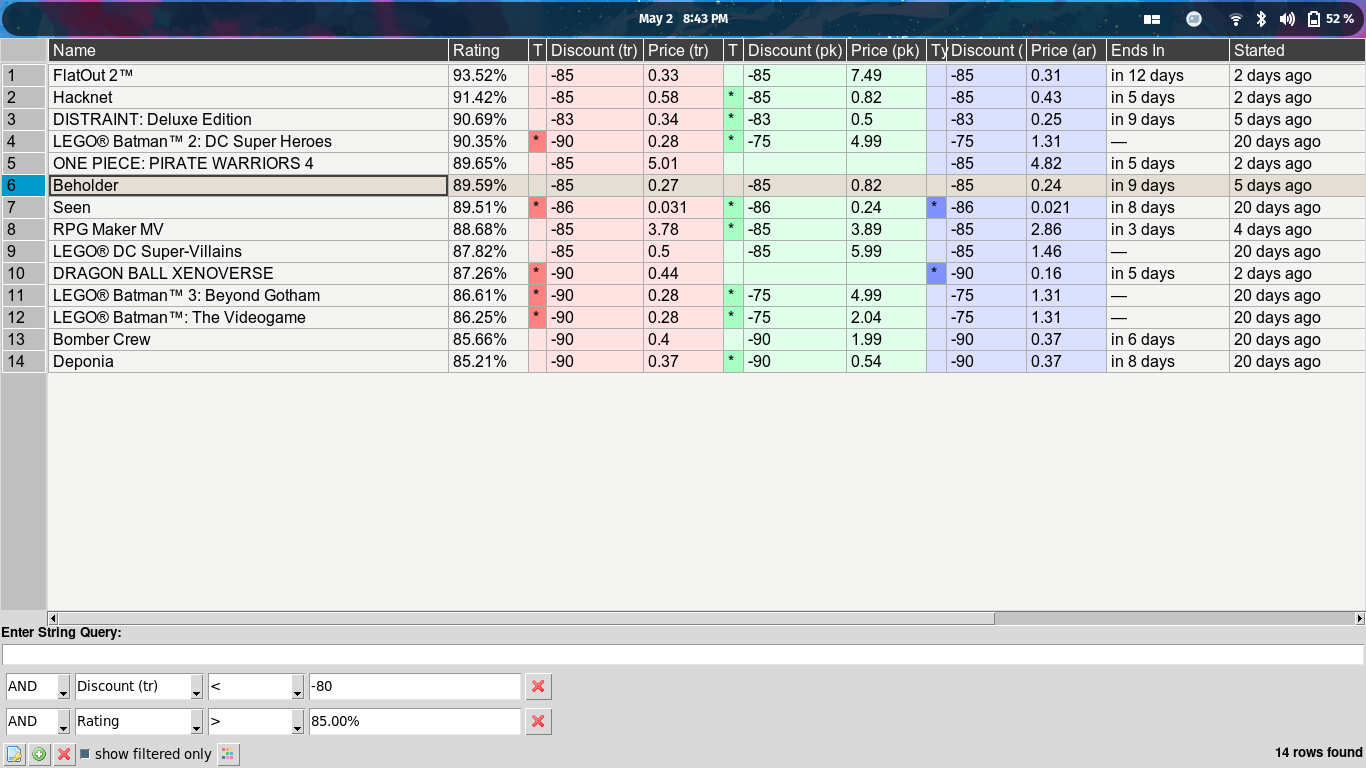 May 2 8:43 PM 52 %
Name Rating T Discount (tr) Price (tr) T Discount (pk) Price (pk) Ty Discount ( Price (ar) Ends In Started
1 FlatOut 2™ 93.52% -85 0.33 -85 7.49 -85 0.31 in 12 days 2 days ago
2 Hacknet 91.42% -85 0.58 * -85 0.82 -85 0.43 in 5 days 2 days ago
3 DISTRAINT: Deluxe Edition 90.69% -83 0.34 * -83 0.5 -83 0.25 in 9 days 5 days ago
4 LEGO® Batman™ 2: DC Super Heroes 90.35% * -90 0.28 * -75 4.99 -75 1.31 — 20 days ago
5 ONE PIECE: PIRATE WARRIORS 4 89.65% -85 5.01 -85 4.82 in 5 days 2 days ago
6 Beholder 89.59% -85 0.27 -85 0.82 -85 0.24 in 9 days 5 days ago
7 Seen 89.51% * -86 0.031 * -86 0.24 * -86 0.021 in 8 days 20 days ago
8 RPG Maker MV 88.68% -85 3.78 * -85 3.89 -85 2.86 in 3 days 4 days ago
9 LEGO® DC Super-Villains 87.82% -85 0.5 -85 5.99 -85 1.46 — 20 days ago
10 DRAGON BALL XENOVERSE 87.26% * -90 0.44 * -90 0.16 in 5 days 2 days ago
11 LEGO® Batman™ 3: Beyond Gotham 86.61% * -90 0.28 * -75 4.99 -75 1.31 — 20 days ago
12 LEGO® Batman™: The Videogame 86.25% * -90 0.28 * -75 2.04 -75 1.31 — 20 days ago
13 Bomber Crew 85.66% -90 0.4 -90 1.99 -90 0.37 in 6 days 20 days ago
14 Deponia 85.21% -90 0.37 * -90 0.54 -90 0.37 in 8 days 20 days ago
Enter String Query:
AND Discount (tr) < -80
AND Rating > 85.00%
show filtered only 14 rows found